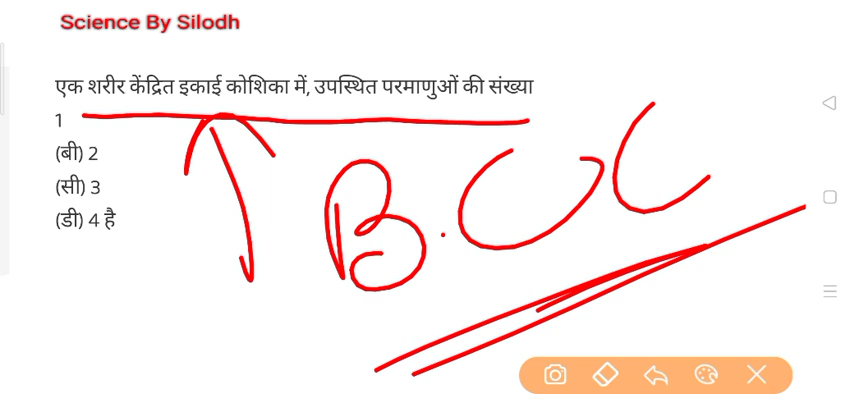 Science By Silodh
एक शरीर केंद्रित इकाई कोशिका में, उपस्थित परमाणुओं की संख्या
1
(बी) 2
(सी) 3
(डी) 4 है
B.CC